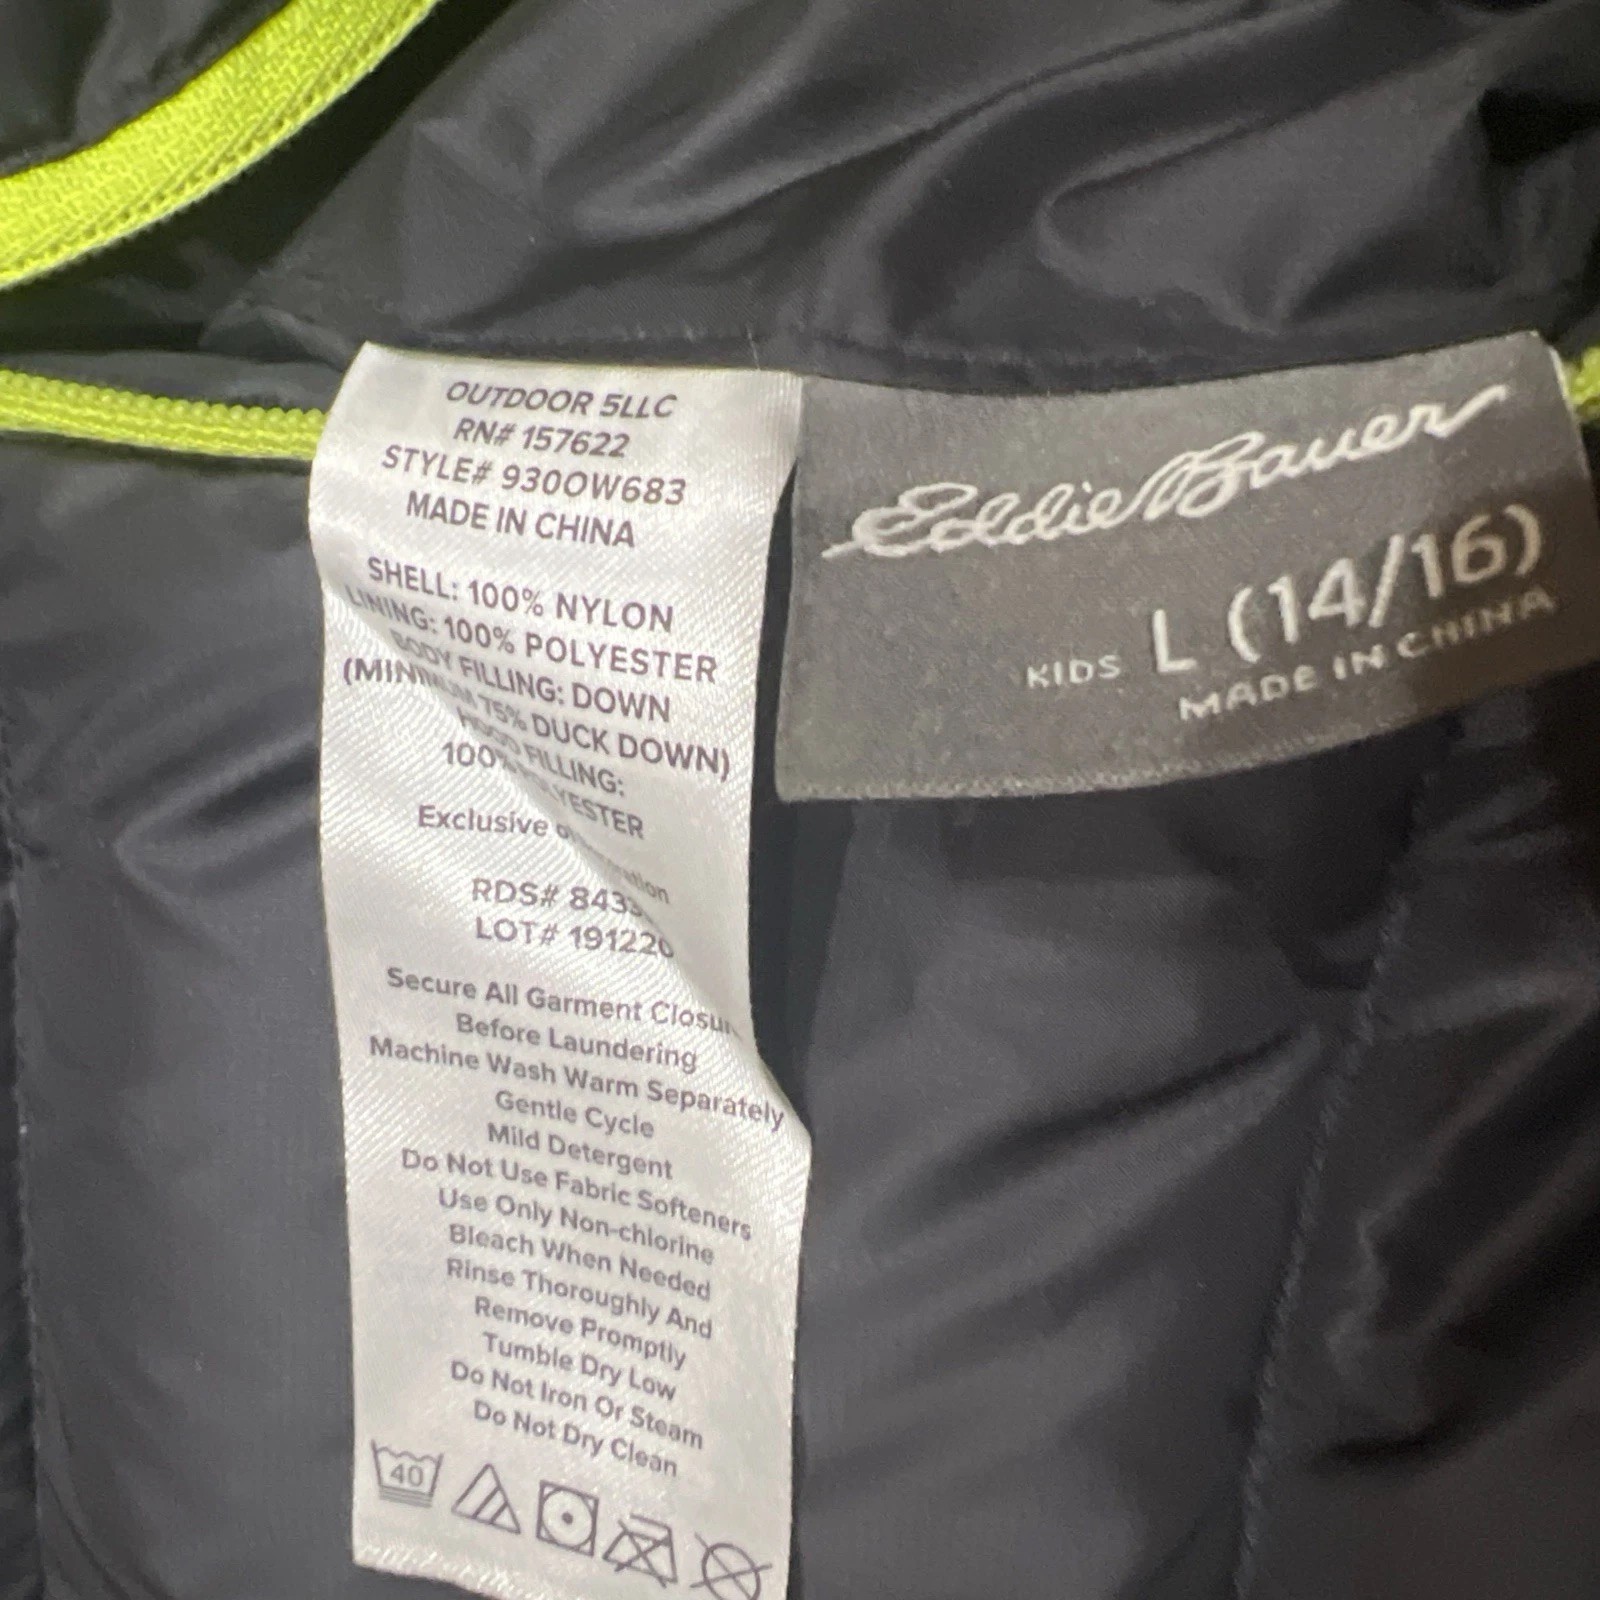 OUTDOOR 5LLC
RN# 157622
STYLE# 930OW683
MADE IN CHINA
SHELL: 100% NYLON
LINING: 100% POLYESTER
BODY FILLING: DOWN
(MINIMUM 75% DUCK DOWN)
HOOD FILLING:
100% POLYESTER
Exclusive
RDS#
LOT#
Secure All Garment
Before Laundering
Machine Wash Warm Separately
Gentle Cycle
Mild Detergent
Do Not Use Fabric Softeners
Use Only Non-chlorine
Bleach When Needed
Rinse Thoroughly And
Remove Promptly
Tumble Dry Low
Do Not Iron Or Steam
Do Not Dry Clean
40
Eddie Bauer
KIDS L (14/16)
MADE IN CHINA